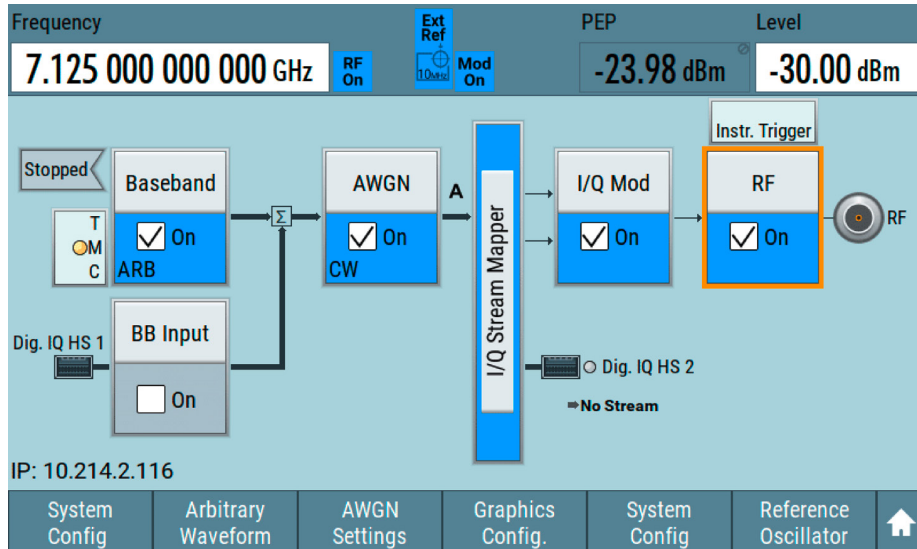 Frequency
Ext
Ref
PEP
Level
7.125 000 000 000 GHz
RF
On
10MHz
Mod
On
-23.98 dBm
-30.00 dBm
Instr. Trigger
Stopped
Baseband
On
ARB
T
M
C
Σ
AWGN
On
CW
A
I/Q Stream Mapper
I/Q Mod
On
RF
On
RF
Dig. IQ HS 1
BB Input
On
Dig. IQ HS 2
No Stream
IP: 10.214.2.116
System
Config
Arbitrary
Waveform
AWGN
Settings
Graphics
Config.
System
Config
Reference
Oscillator